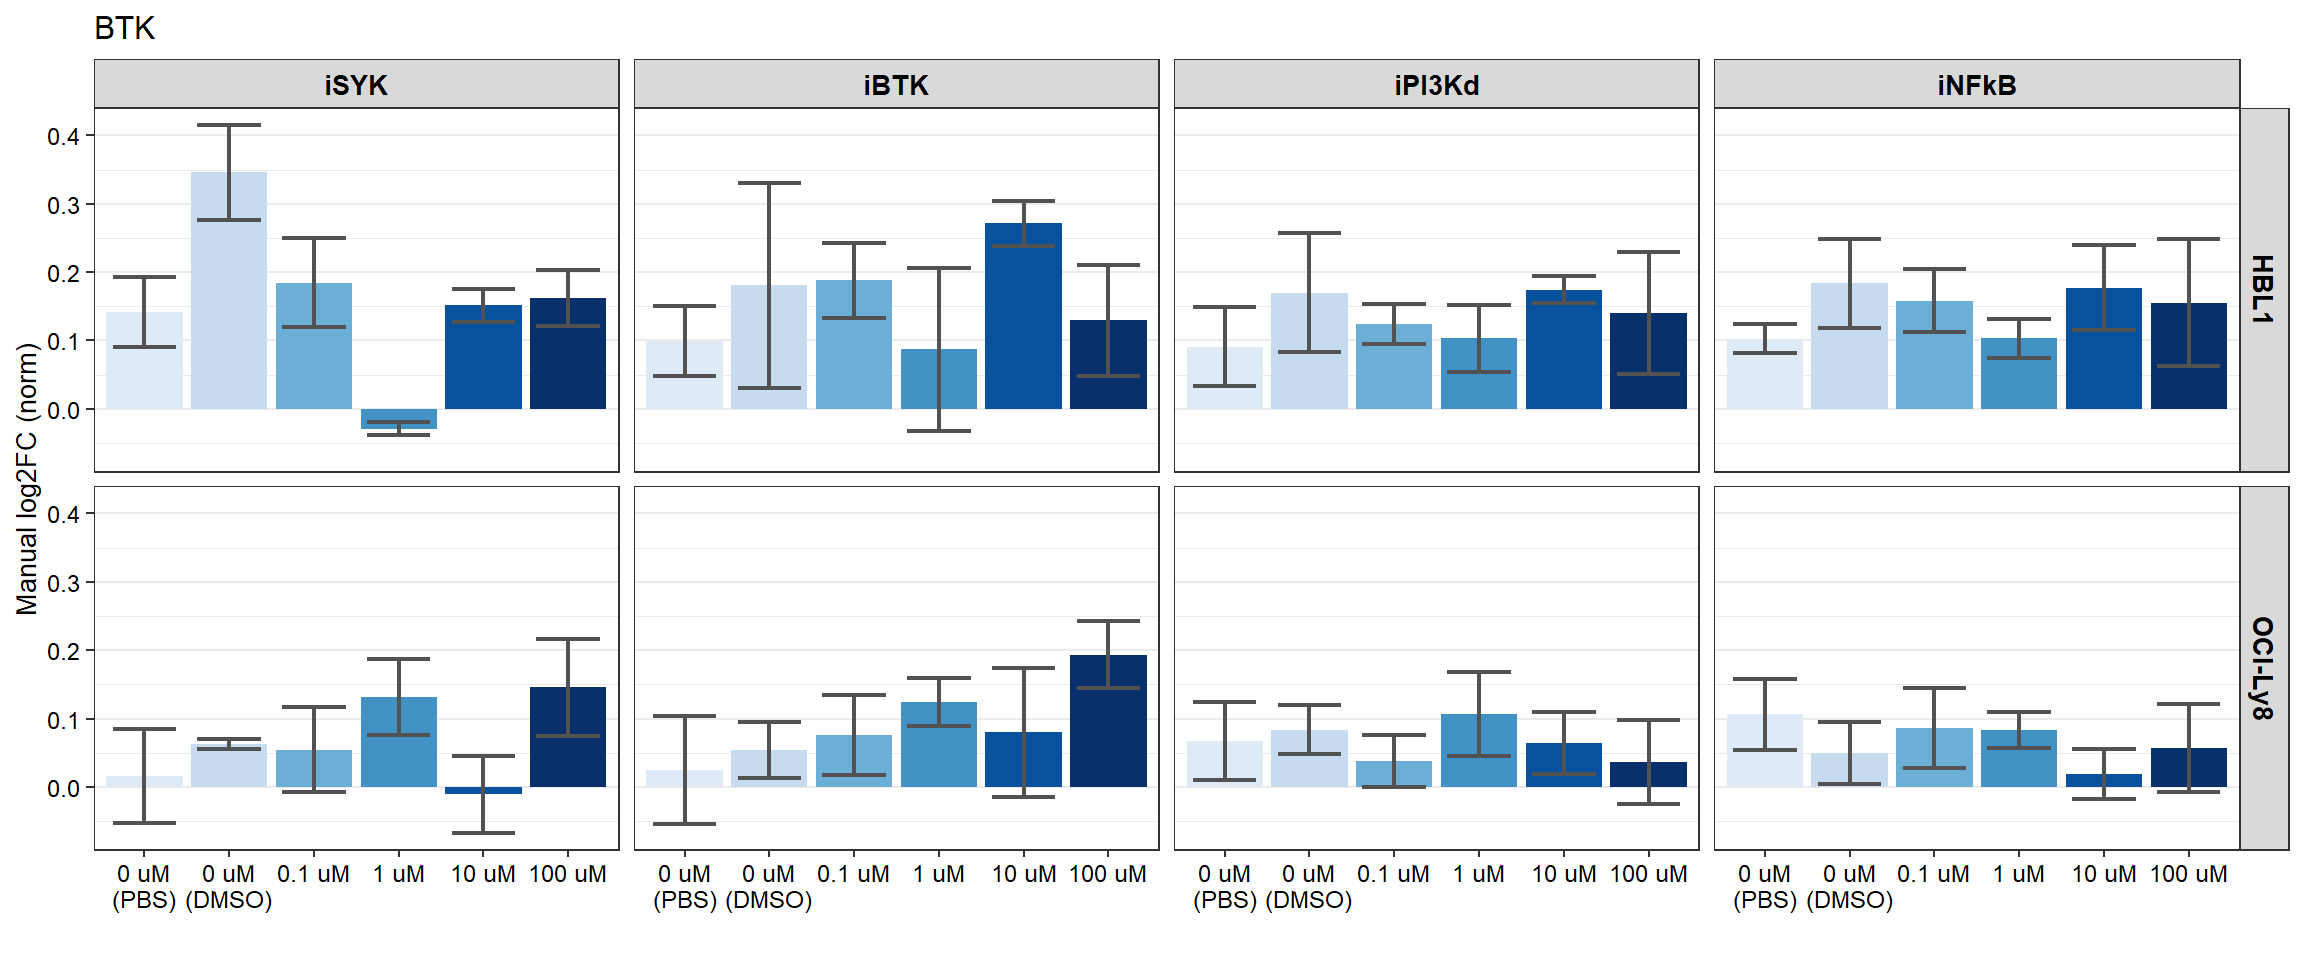 BTK
iSYK
iBTK
iPI3Kd
iNFkB
0.4
0.3
0.2
0.1
0.0
HBL1
Manual log2FC (norm)
0.4
0.3
0.2
0.1
0.0
OCI-Ly8
0 uM (PBS)
0 uM (DMSO)
0.1 uM
1 uM
10 uM
100 uM
0 uM (PBS)
0 uM (DMSO)
0.1 uM
1 uM
10 uM
100 uM
0 uM (PBS)
0 uM (DMSO)
0.1 uM
1 uM
10 uM
100 uM
0 uM (PBS)
0 uM (DMSO)
0.1 uM
1 uM
10 uM
100 uM